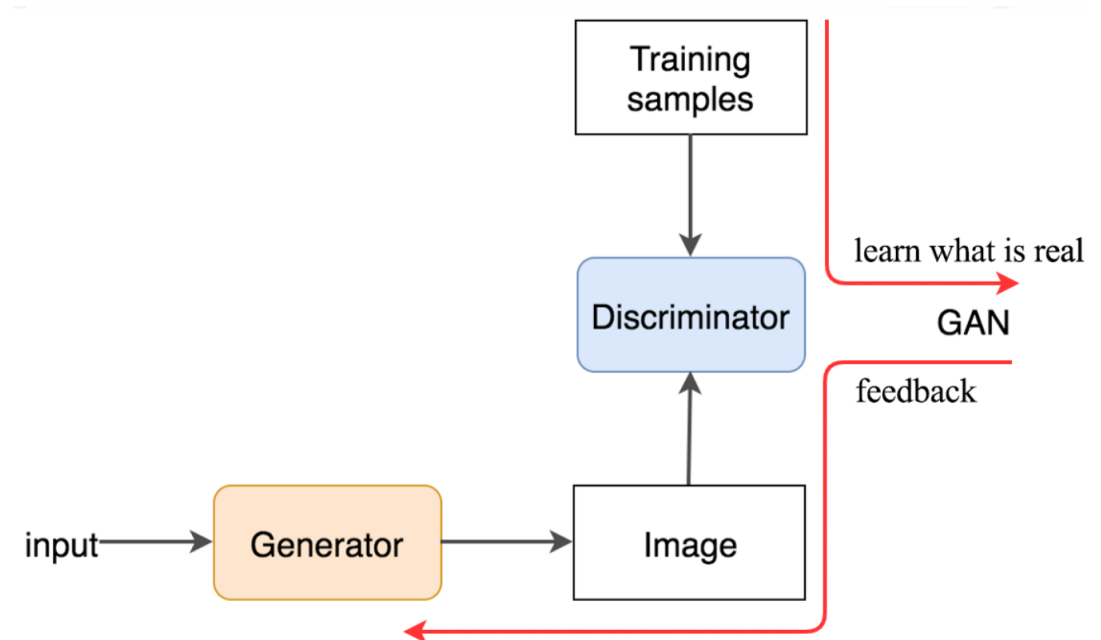 Training
samples
learn what is real
Discriminator
GAN
feedback
input
Generator
Image